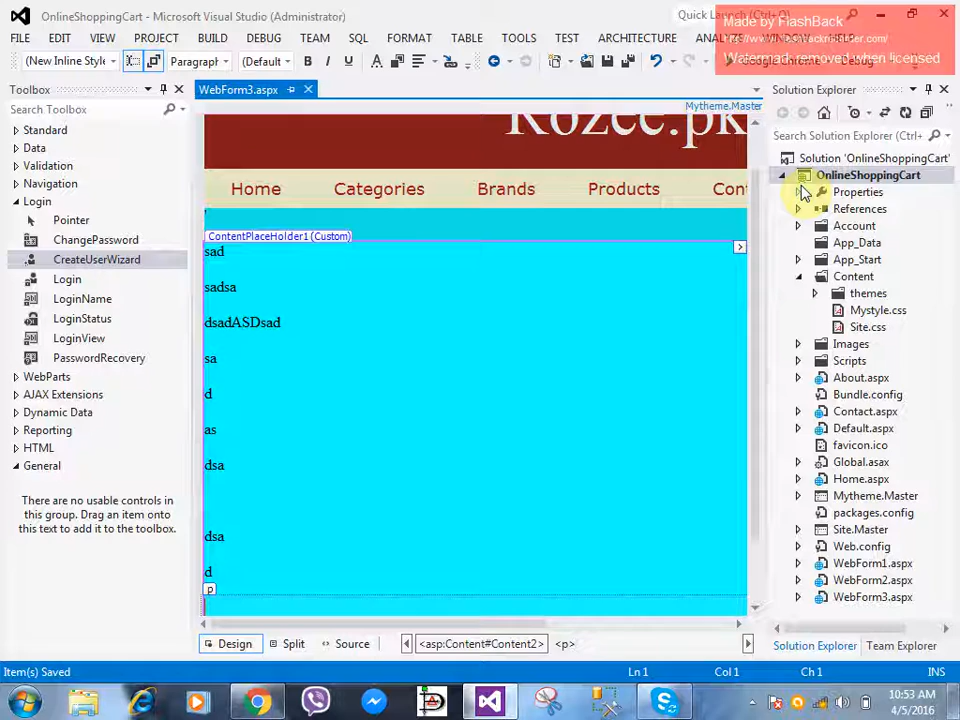 OnlineShoppingCart - Microsoft Visual Studio (Administrator)
Quick Launch (Ctrl+Q)
Made by FlashBack
Watermark removed when licensed
FILE EDIT VIEW PROJECT BUILD DEBUG TEAM SQL FORMAT TABLE TOOLS TEST ARCHITECTURE
(New Inline Style Paragraph (Default B I U
Toolbox
WebForm3.aspx
Solution Explorer
Search Toolbox
Mytheme.Master
Search Solution Explorer (Ctrl+
Standard
Data
Validation
Navigation
Login
Pointer
ChangePassword
CreateUserWizard
Login
LoginName
LoginStatus
LoginView
PasswordRecovery
WebParts
AJAX Extensions
Dynamic Data
Reporting
HTML
General
There are no usable controls in
this group. Drag an item onto
this text to add it to the toolbox.
Kozee.pk
Home Categories Brands Products Cont
ContentPlaceHolder1 (Custom)
sad
sadsa
dsadASDsad
sa
d
as
dsa
dsa
d
p
Design Split Source <asp:Content#Content2> <p>
Solution 'OnlineShoppingCart'
OnlineShoppingCart
Properties
References
Account
App_Data
App_Start
Content
themes
Mystyle.css
Site.css
Images
Scripts
About.aspx
Bundle.config
Contact.aspx
Default.aspx
favicon.ico
Global.asax
Home.aspx
Mytheme.Master
packages.config
Site.Master
Web.config
WebForm1.aspx
WebForm2.aspx
WebForm3.aspx
Solution Explorer Team Explorer
Item(s) Saved Ln 1 Col 1 Ch 1 INS
10:53 AM
4/5/2016